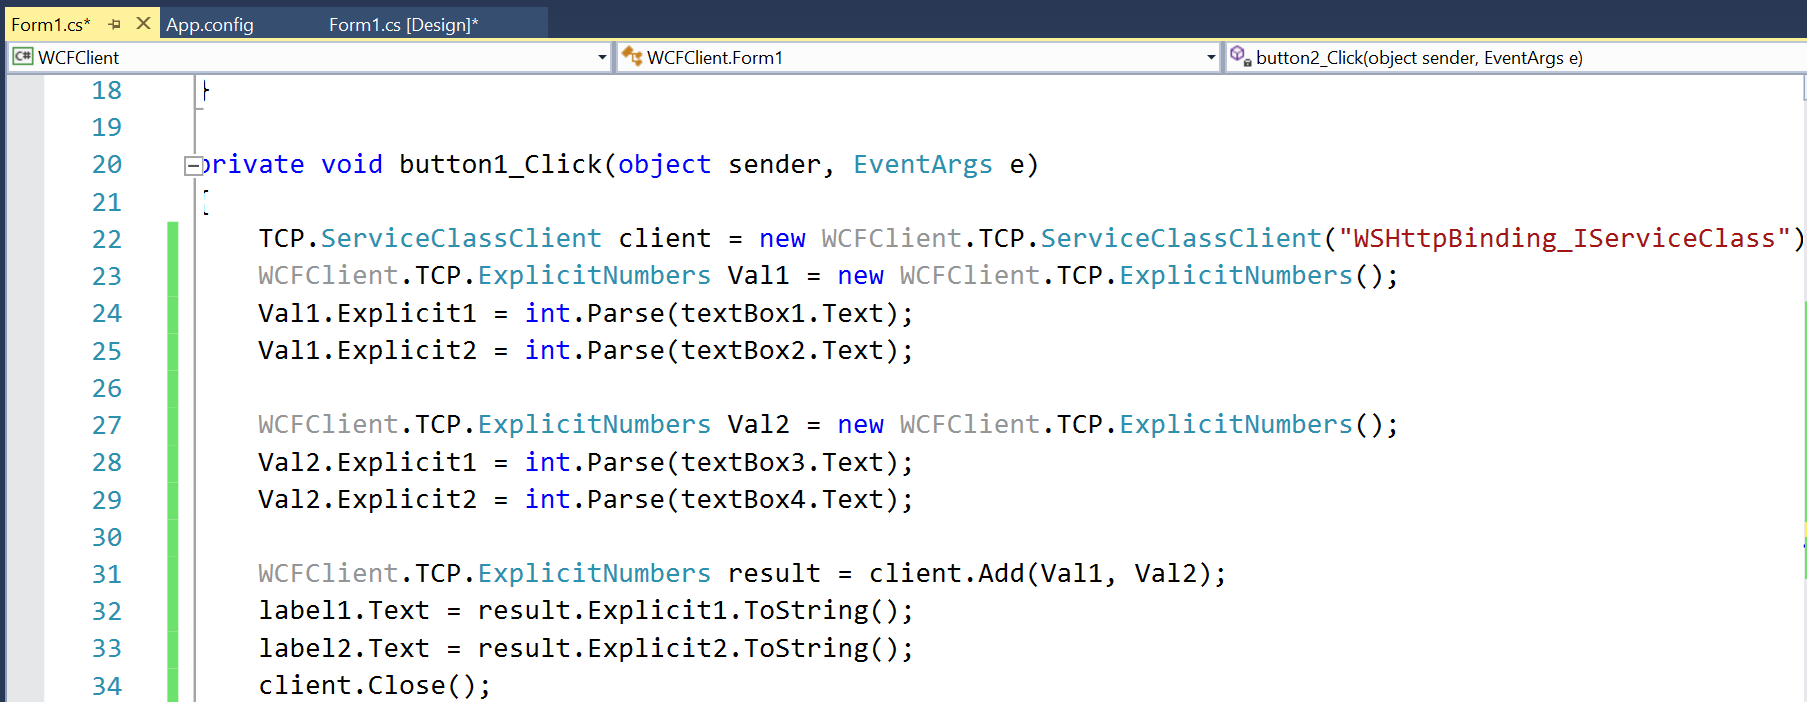 Form1.cs* App.config Form1.cs [Design]*
C# WCFClient WCFClient.Form1 button2_Click(object sender, EventArgs e)
18 }
19
20 private void button1_Click(object sender, EventArgs e)
21 {
22 TCP.ServiceClassClient client = new WCFClient.TCP.ServiceClassClient("WSHttpBinding_IServiceClass")
23 WCFClient.TCP.ExplicitNumbers Val1 = new WCFClient.TCP.ExplicitNumbers();
24 Val1.Explicit1 = int.Parse(textBox1.Text);
25 Val1.Explicit2 = int.Parse(textBox2.Text);
26
27 WCFClient.TCP.ExplicitNumbers Val2 = new WCFClient.TCP.ExplicitNumbers();
28 Val2.Explicit1 = int.Parse(textBox3.Text);
29 Val2.Explicit2 = int.Parse(textBox4.Text);
30
31 WCFClient.TCP.ExplicitNumbers result = client.Add(Val1, Val2);
32 label1.Text = result.Explicit1.ToString();
33 label2.Text = result.Explicit2.ToString();
34 client.Close();